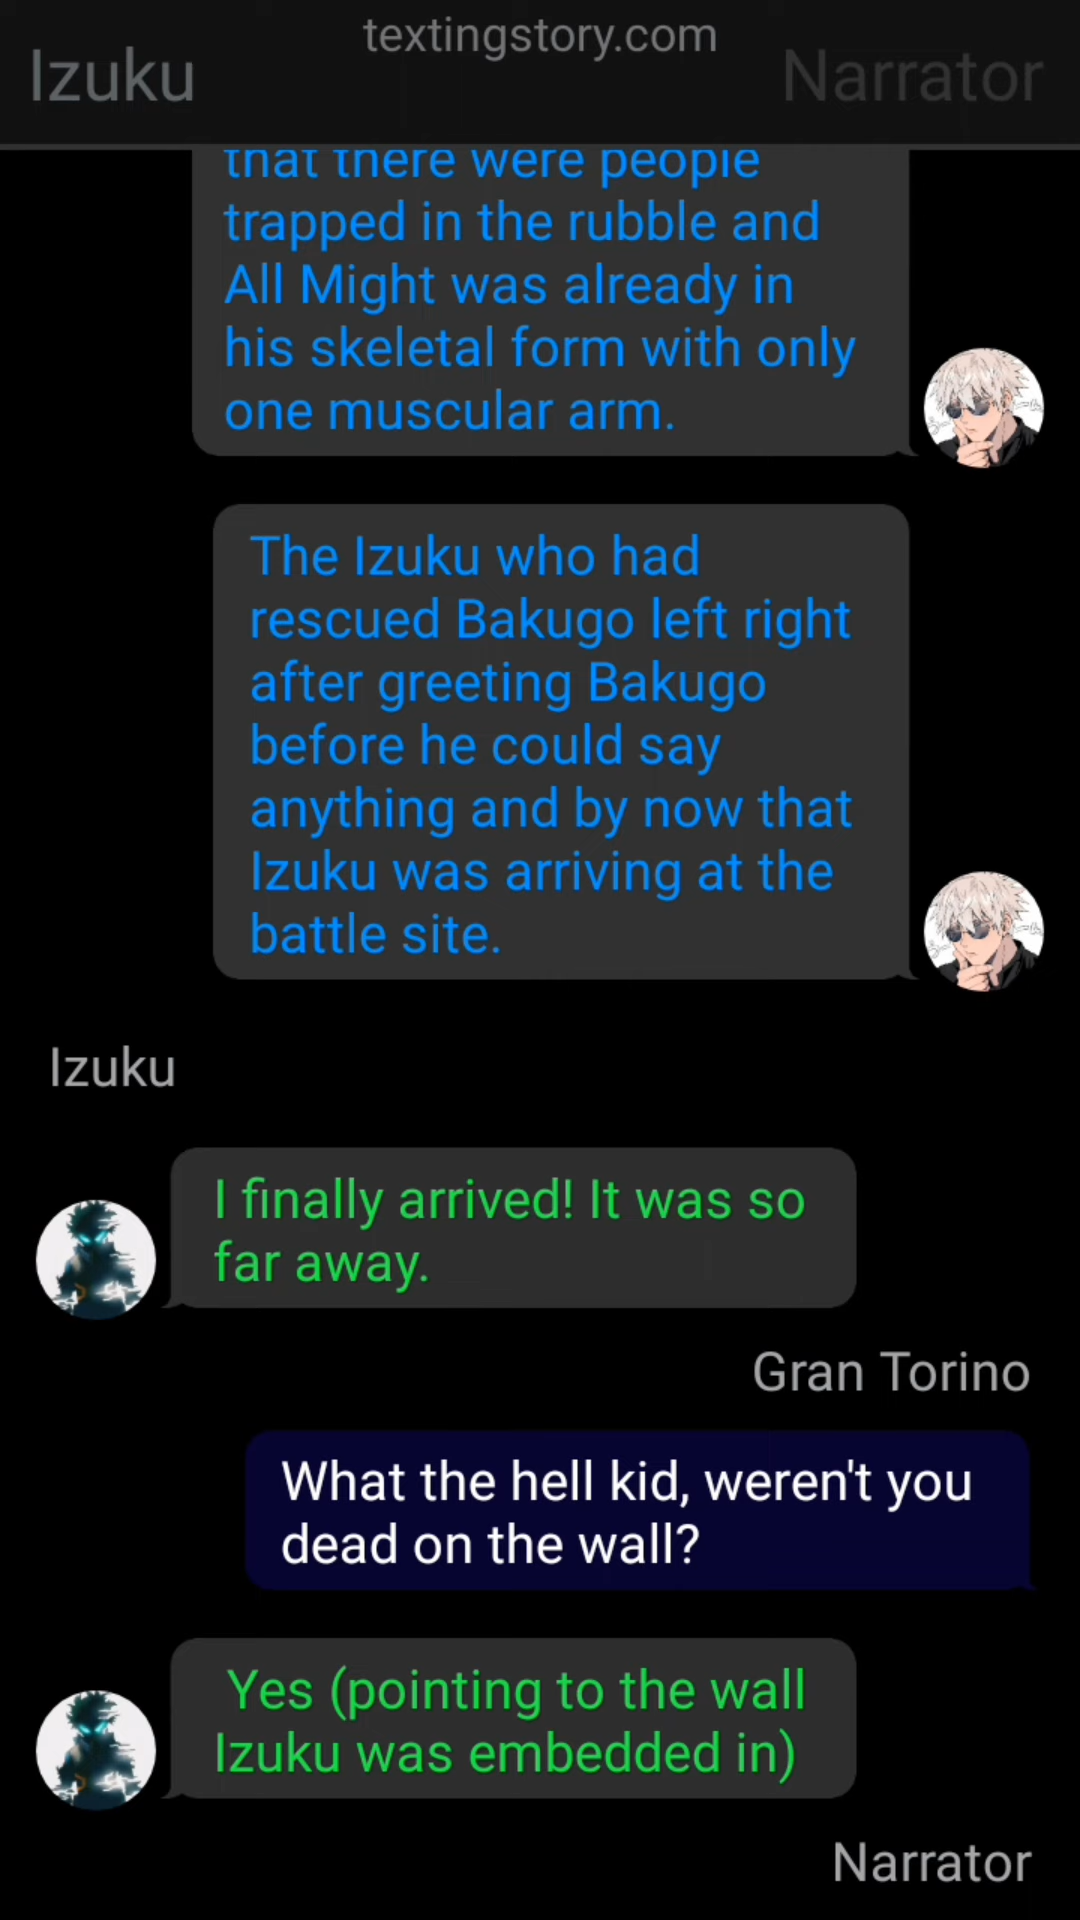 textingstory.com
Izuku
Narrator
that there were people
trapped in the rubble and
All Might was already in
his skeletal form with only
one muscular arm.
The Izuku who had
rescued Bakugo left right
after greeting Bakugo
before he could say
anything and by now that
Izuku was arriving at the
battle site.
Izuku
I finally arrived! It was so
far away.
Gran Torino
What the hell kid, weren't you
dead on the wall?
Yes (pointing to the wall
Izuku was embedded in)
Narrator